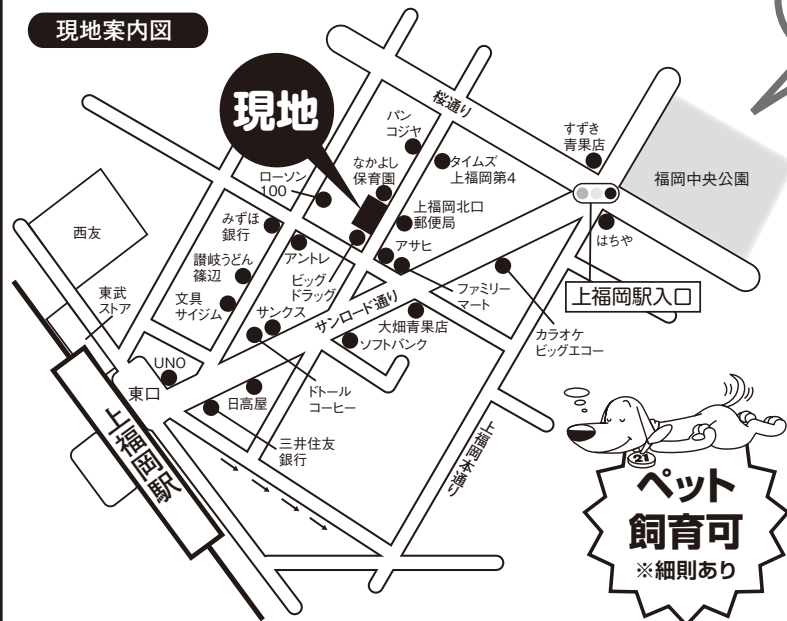 現地案内図
現地
桜通り
パン
コジヤ
すずき
青果店
タイムズ
上福岡第4
なかよし
保育園
ローソン
100
福岡中央公園
上福岡北口
郵便局
みずほ
銀行
西友
アサヒ
はちや
アントレ
讃岐うどん
篠辺
ビッグ
ドラッグ
ファミリー
マート
上福岡駅入口
東武
ストア
文具
サイジム
サンクス
サンロード通り
大畑青果店
カラオケ
ビッグエコー
ソフトバンク
UNO
東口
ドトール
コーヒー
日高屋
三井住友
銀行
上福岡駅
上福岡本通り
21
ペット
飼育可
※細則あり